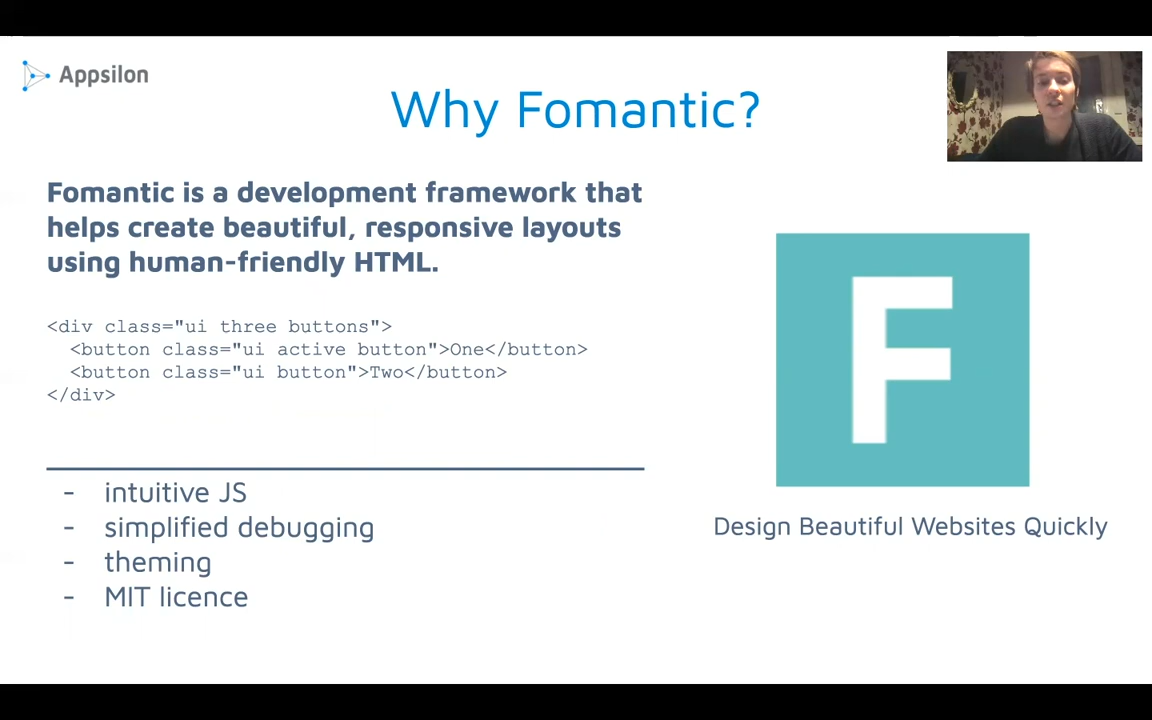 Appsilon
Why Fomantic?
Fomantic is a development framework that
helps create beautiful, responsive layouts
using human-friendly HTML.
<div class="ui three buttons">
  <button class="ui active button">One</button>
  <button class="ui button">Two</button>
</div>
- intuitive JS
- simplified debugging
- theming
- MIT licence
F
Design Beautiful Websites Quickly